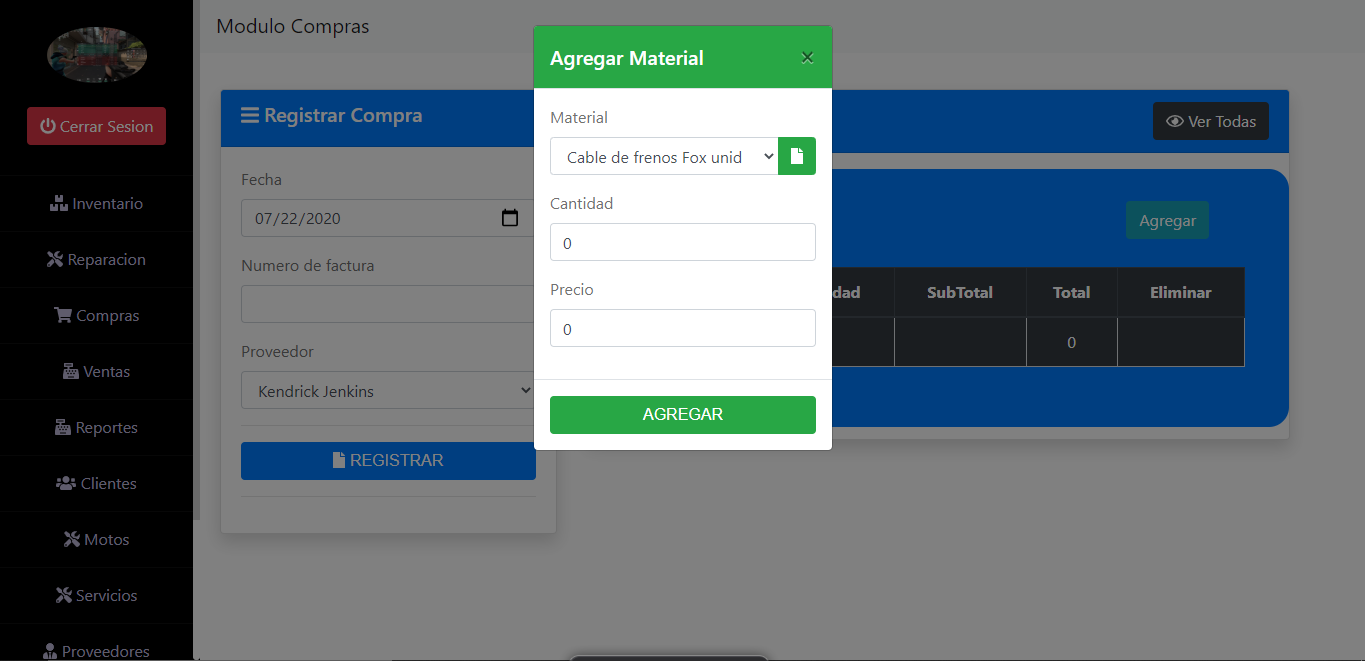 Modulo Compras
Cerrar Sesion
Inventario
Reparacion
Compras
Ventas
Reportes
Clientes
Motos
Servicios
Proveedores
Registrar Compra
Fecha
07/22/2020
Numero de factura
Proveedor
Kendrick Jenkins
REGISTRAR
Agregar Material
×
Material
Cable de frenos Fox unid
Cantidad
0
Precio
0
AGREGAR
Ver Todas
Agregar
dad SubTotal Total Eliminar
0